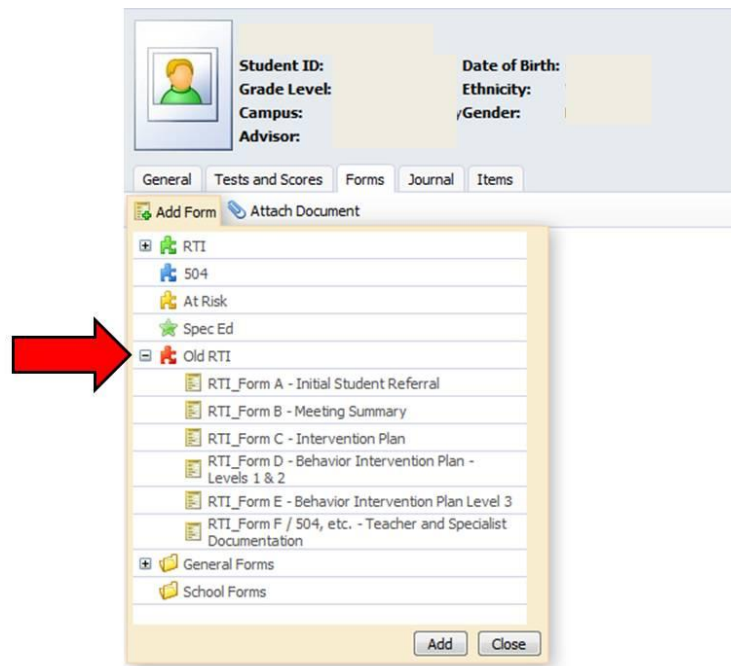 Student ID: Date of Birth:
Grade Level: Ethnicity:
Campus: Gender:
Advisor:
General Tests and Scores Forms Journal Items
Add Form Attach Document
RTI
504
At Risk
Spec Ed
Old RTI
RTI_Form A - Initial Student Referral
RTI_Form B - Meeting Summary
RTI_Form C - Intervention Plan
RTI_Form D - Behavior Intervention Plan -
Levels 1 & 2
RTI_Form E - Behavior Intervention Plan Level 3
RTI_Form F / 504, etc. - Teacher and Specialist
Documentation
General Forms
School Forms
Add Close